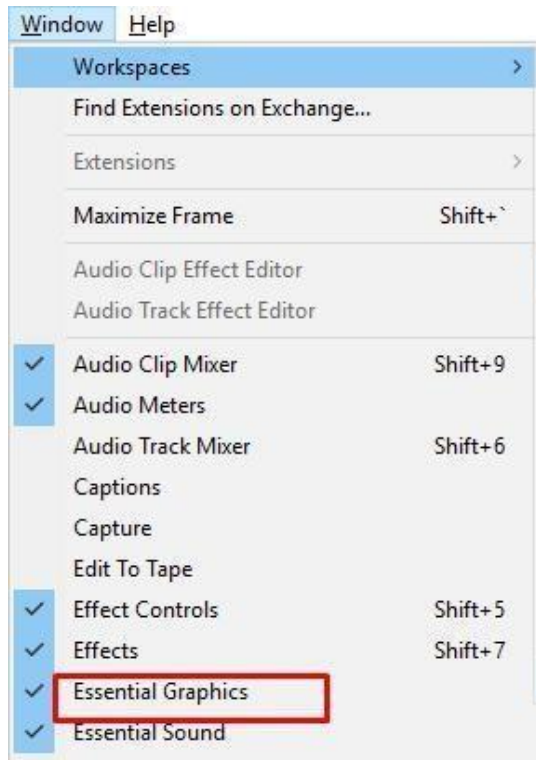 Window Help
Workspaces
Find Extensions on Exchange...
Extensions
Maximize Frame Shift+`
Audio Clip Effect Editor
Audio Track Effect Editor
Audio Clip Mixer Shift+9
Audio Meters
Audio Track Mixer Shift+6
Captions
Capture
Edit To Tape
Effect Controls Shift+5
Effects Shift+7
Essential Graphics
Essential Sound